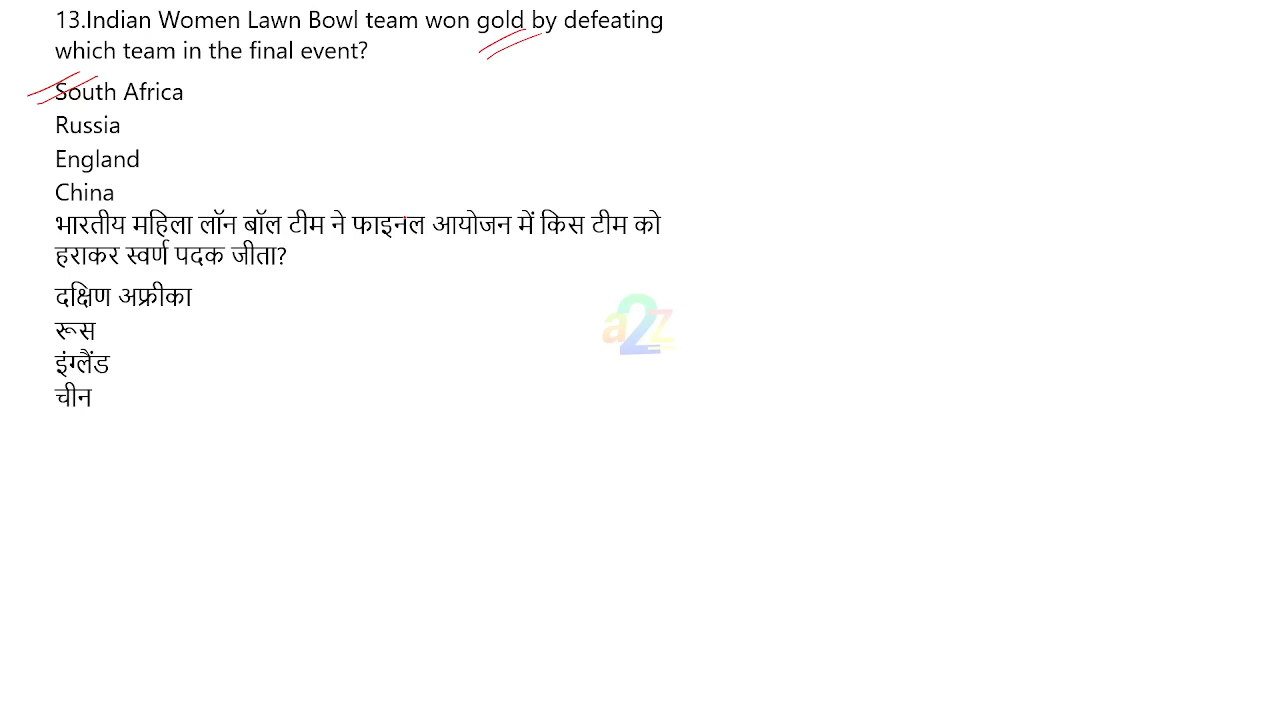 13.Indian Women Lawn Bowl team won gold by defeating
which team in the final event?
South Africa
Russia
England
China
भारतीय महिला लॉन बॉल टीम ने फाइनल आयोजन में किस टीम को
हराकर स्वर्ण पदक जीता?
दक्षिण अफ्रीका
रूस
इंग्लैंड
चीन
a2z